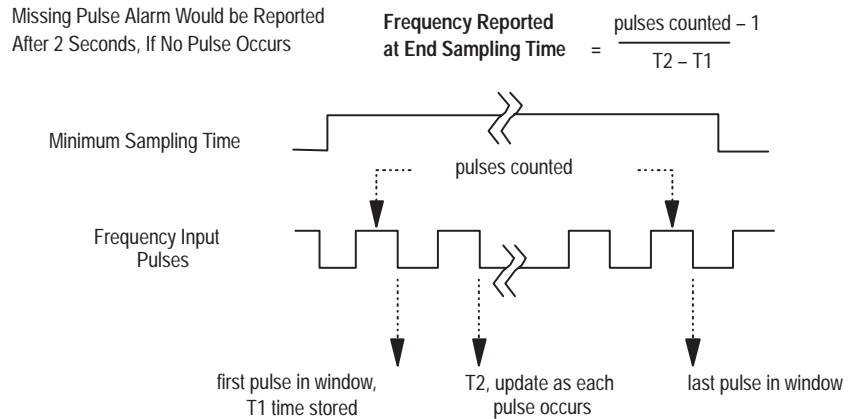 Missing Pulse Alarm Would be Reported
After 2 Seconds, If No Pulse Occurs
Frequency Reported
at End Sampling Time
=
pulses counted – 1
T2 – T1
Minimum Sampling Time
pulses counted
Frequency Input
Pulses
first pulse in window,
T1 time stored
T2, update as each
pulse occurs
last pulse in window